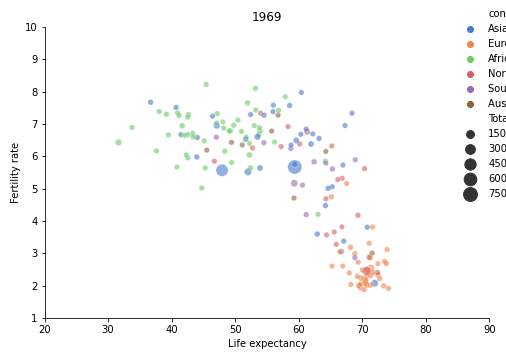 1969
10
9
8
7
6
5
4
3
2
1
Fertility rate
20 30 40 50 60 70 80 90
Life expectancy
con
Asia
Euro
Afric
Nor
Sou
Aus
Tota
150
300
450
600
750